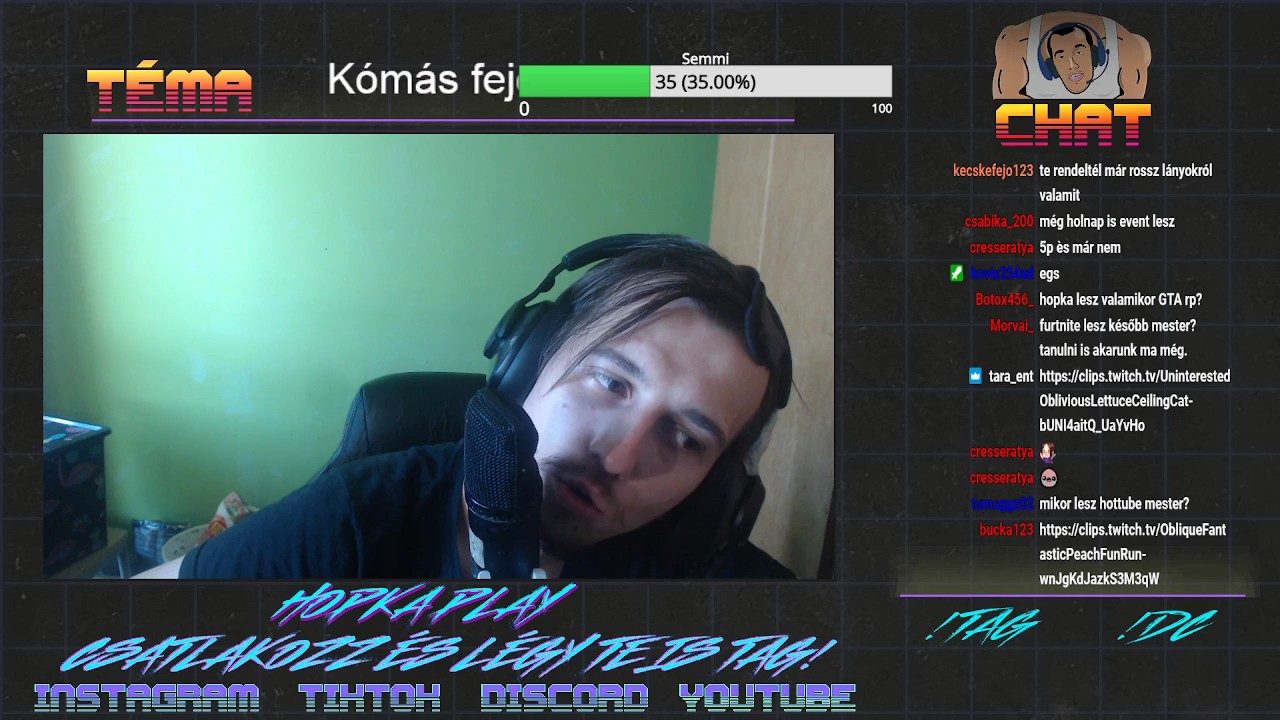 TÉMA
Kómás fej
Semmi
35 (35.00%)
0
100
CHAT
kecskefejo123 te rendeltél már rossz lányokról
valamit
csabika_200 még holnap is event lesz
cresseratya 5p ès már nem
egs
Botox456_ hopka lesz valamikor GTA rp?
Morvai_ furtnite lesz később mester?
tanulni is akarunk ma még.
tara_ent https://clips.twitch.tv/Uninterested
ObliviousLettuceCeilingCat-
bUNI4aitQ_UaYvHo
cresseratya
cresseratya
mikor lesz hottube mester?
bucka123 https://clips.twitch.tv/ObliqueFant
asticPeachFunRun-
wnJgKdJazkS3M3qW
!TAG !DC
HOPKA PLAY
CSATLAKOZZ ÉS LÉGY TE IS TAG!
INSTAGRAM TIKTOK DISCORD YOUTUBE